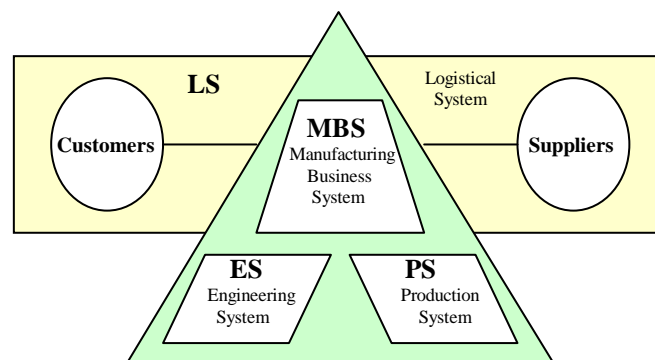 LS
Logistical
System
Customers
MBS
Manufacturing
Business
System
Suppliers
ES
Engineering
System
PS
Production
System